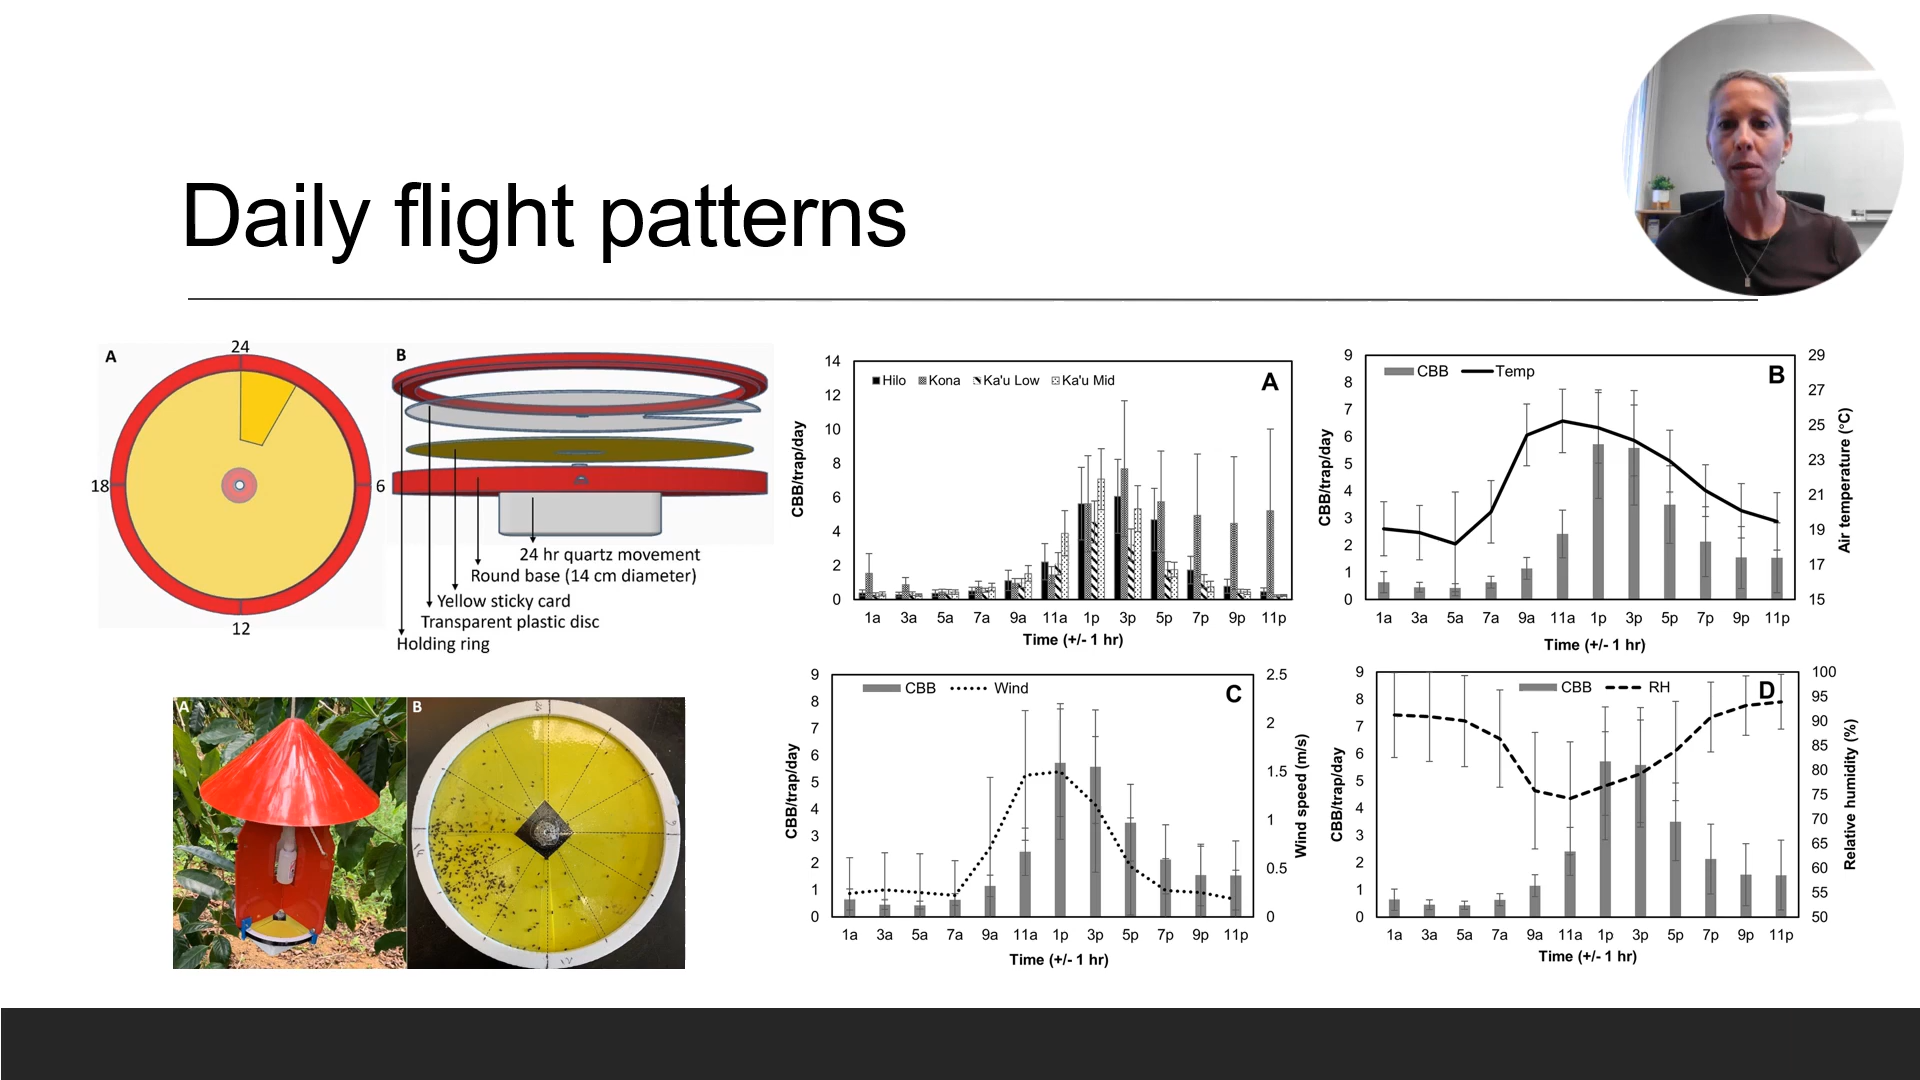 Daily flight patterns
A
24
18
6
12
B
24 hr quartz movement
Round base (14 cm diameter)
Yellow sticky card
Transparent plastic disc
Holding ring
A
B
A
Hilo Kona Ka'u Low Ka'u Mid
CBB/trap/day
14
12
10
8
6
4
2
0
1a 3a 5a 7a 9a 11a 1p 3p 5p 7p 9p 11p
Time (+/- 1 hr)
B
CBB Temp
CBB/trap/day
9
8
7
6
5
4
3
2
1
0
29
27
25
23
21
19
17
15
Air temperature (°C)
1a 3a 5a 7a 9a 11a 1p 3p 5p 7p 9p 11p
Time (+/- 1 hr)
C
CBB Wind
CBB/trap/day
9
8
7
6
5
4
3
2
1
0
2.5
2
1.5
1
0.5
0
Wind speed (m/s)
1a 3a 5a 7a 9a 11a 1p 3p 5p 7p 9p 11p
Time (+/- 1 hr)
D
CBB RH
CBB/trap/day
9
8
7
6
5
4
3
2
1
0
100
95
90
85
80
75
70
65
60
55
50
Relative humidity (%)
1a 3a 5a 7a 9a 11a 1p 3p 5p 7p 9p 11p
Time (+/- 1 hr)